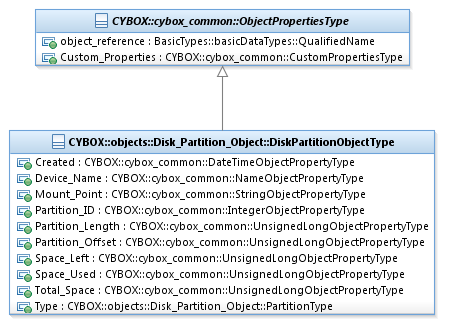 CYBOX::cybox_common::ObjectPropertiesType
object_reference : BasicTypes::basicDataTypes::QualifiedName
Custom_Properties : CYBOX::cybox_common::CustomPropertiesType
CYBOX::objects::Disk_Partition_Object::DiskPartitionObjectType
Created : CYBOX::cybox_common::DateTimeObjectPropertyType
Device_Name : CYBOX::cybox_common::NameObjectPropertyType
Mount_Point : CYBOX::cybox_common::StringObjectPropertyType
Partition_ID : CYBOX::cybox_common::IntegerObjectPropertyType
Partition_Length : CYBOX::cybox_common::UnsignedLongObjectPropertyType
Partition_Offset : CYBOX::cybox_common::UnsignedLongObjectPropertyType
Space_Left : CYBOX::cybox_common::UnsignedLongObjectPropertyType
Space_Used : CYBOX::cybox_common::UnsignedLongObjectPropertyType
Total_Space : CYBOX::cybox_common::UnsignedLongObjectPropertyType
Type : CYBOX::objects::Disk_Partition_Object::PartitionType